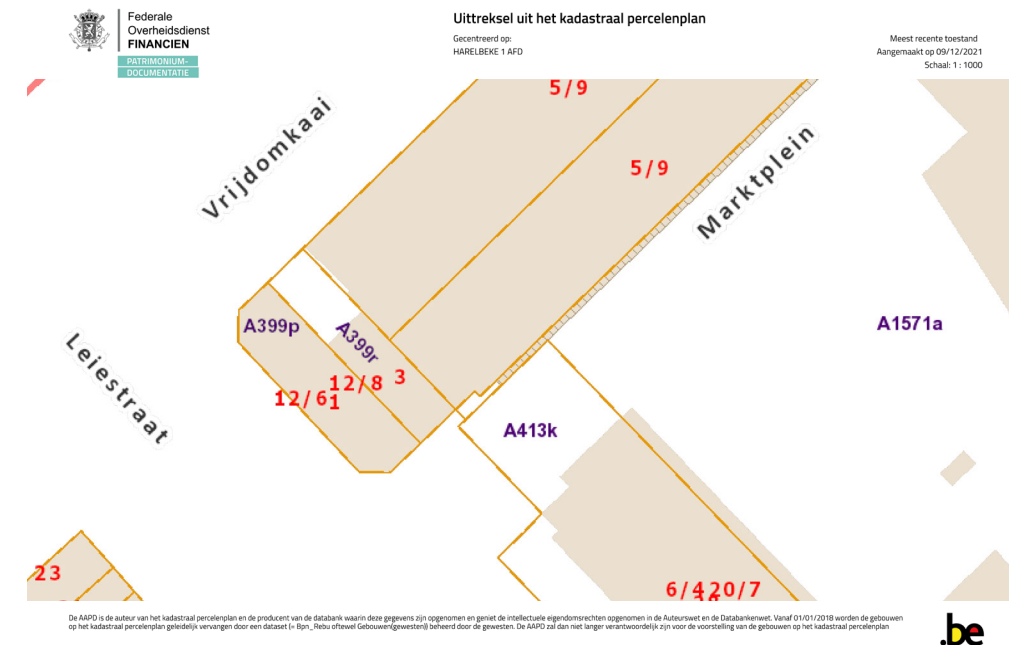 Federale
Overheidsdienst
FINANCIEN
PATRIMONIUM-
DOCUMENTATIE
Uittreksel uit het kadastraal percelenplan
Gecentreerd op:
HARELBEKE 1 AFD
Meest recente toestand
Aangemaakt op 09/12/2021
Schaal: 1 : 1000
5/9
Vrijdomkaai
5/9
Marktplein
A399p
A399r
A1571a
Leiestraat
12/8
3
12/6
1
A413k
23
6/4
20/7
De AAPD is de auteur van het kadastraal percelenplan en de producent van de databank waarin deze gegevens zijn opgenomen en geniet de intellectuele eigendomsrechten opgenomen in de Auteurswet en de Databankenwet. Vanaf 01/01/2018 worden de gebouwen
op het kadastraal percelenplan geleidelijk vervangen door een dataset (= Bpn_Rebu oftewel Gebouwen(gewesten)) beheerd door de gewesten. De AAPD zal dan niet langer verantwoordelijk zijn voor de voorstelling van de gebouwen op het kadastraal percelenplan
.be